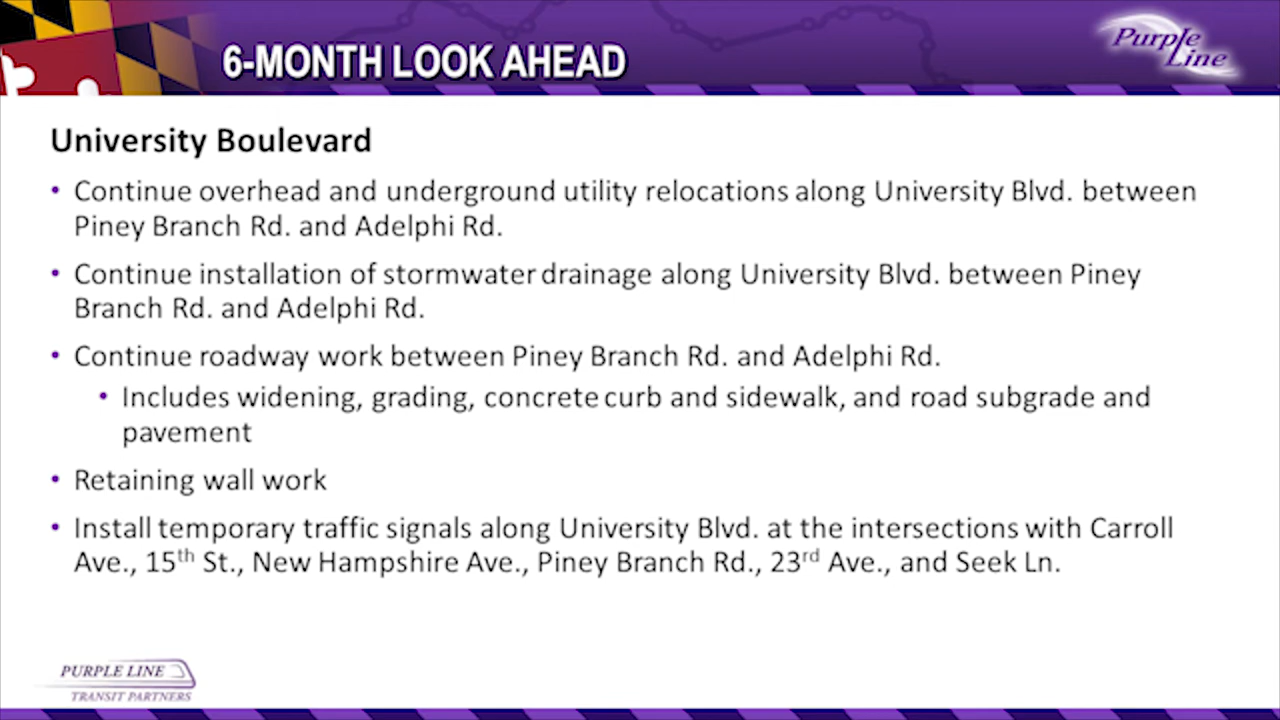 6-MONTH LOOK AHEAD
Purple
Line
University Boulevard
• Continue overhead and underground utility relocations along University Blvd. between
Piney Branch Rd. and Adelphi Rd.
• Continue installation of stormwater drainage along University Blvd. between Piney
Branch Rd. and Adelphi Rd.
• Continue roadway work between Piney Branch Rd. and Adelphi Rd.
• Includes widening, grading, concrete curb and sidewalk, and road subgrade and
pavement
• Retaining wall work
• Install temporary traffic signals along University Blvd. at the intersections with Carroll
Ave., 15th St., New Hampshire Ave., Piney Branch Rd., 23rd Ave., and Seek Ln.
PURPLE LINE
TRANSIT PARTNERS